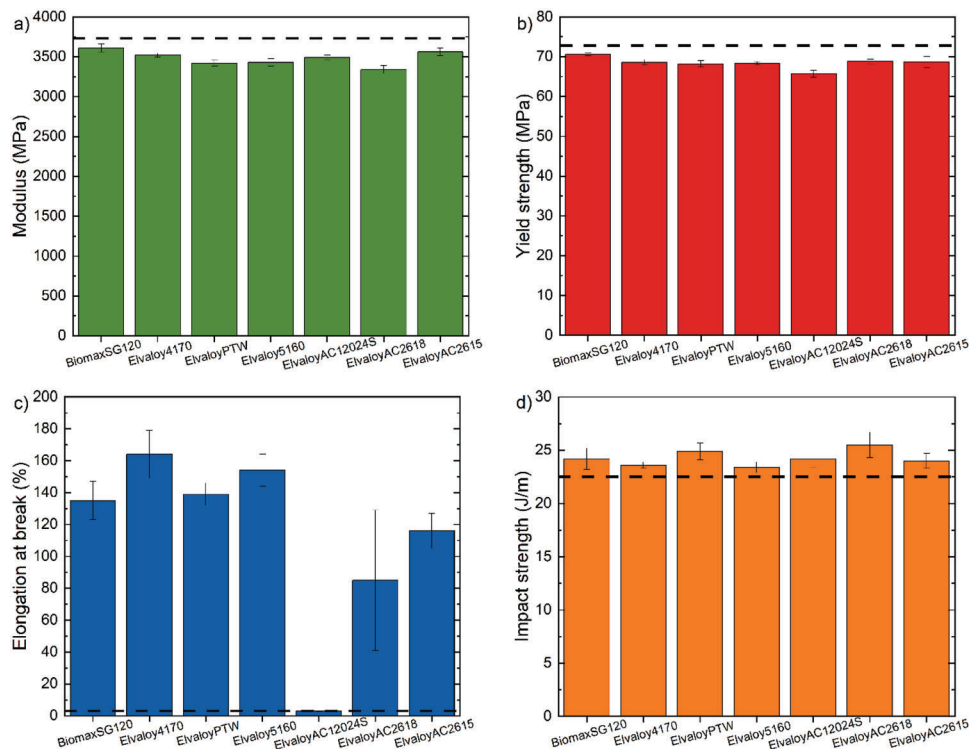 a)
4000
3500
3000
2500
2000
1500
1000
500
0
Modulus (MPa)
BiomaxSG120
Elvaloy4170
ElvaloyPTW
Elvaloy5160
ElvaloyAC12024S
ElvaloyAC2618
ElvaloyAC2615
b)
80
70
60
50
40
30
20
10
0
Yield strength (MPa)
BiomaxSG120
Elvaloy4170
ElvaloyPTW
Elvaloy5160
ElvaloyAC12024S
ElvaloyAC2618
ElvaloyAC2615
c)
200
180
160
140
120
100
80
60
40
20
0
Elongation at break (%)
BiomaxSG120
Elvaloy4170
ElvaloyPTW
Elvaloy5160
ElvaloyAC12024S
ElvaloyAC2618
ElvaloyAC2615
d)
30
25
20
15
10
5
0
Impact strength (J/m)
BiomaxSG120
Elvaloy4170
ElvaloyPTW
Elvaloy5160
ElvaloyAC12024S
ElvaloyAC2618
ElvaloyAC2615